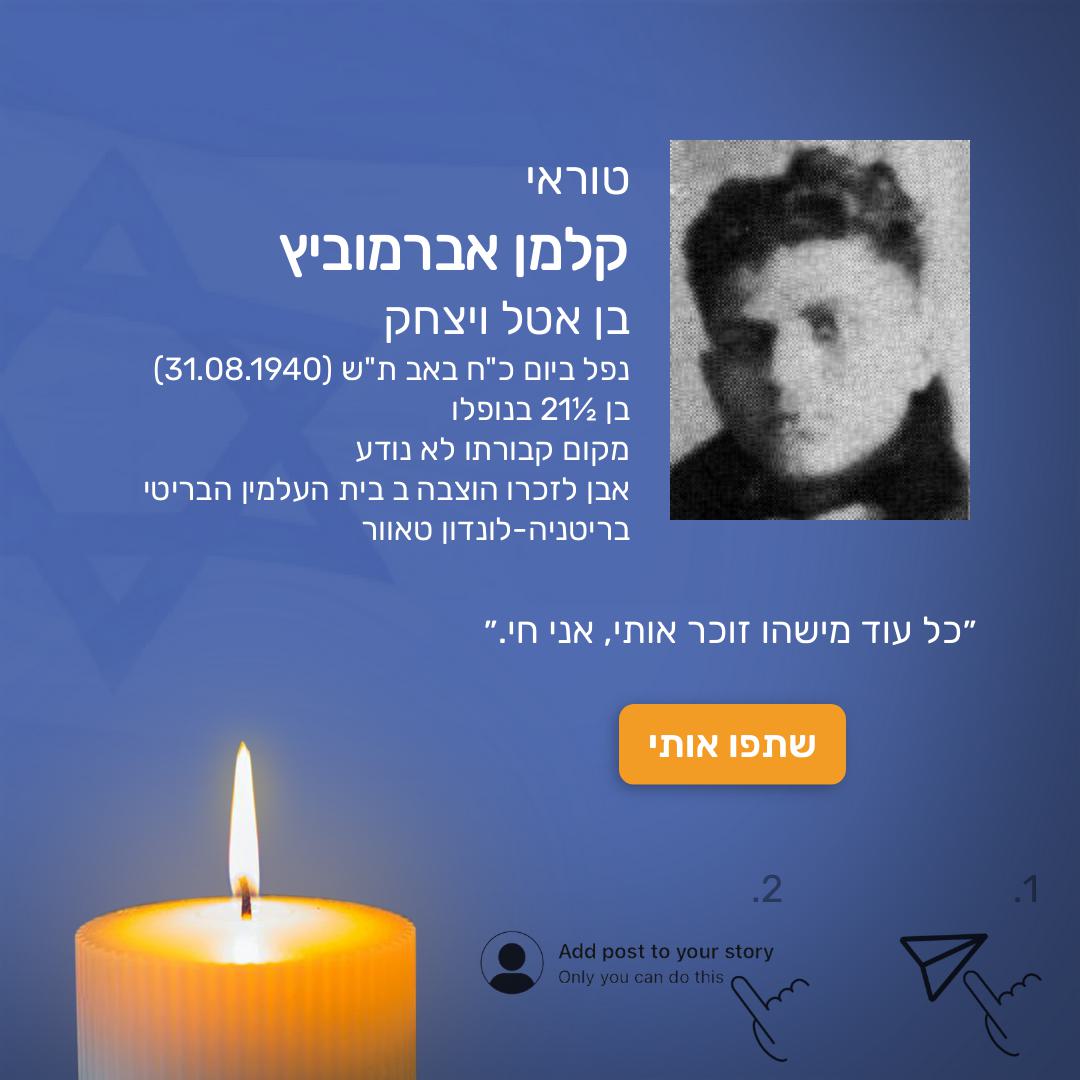 טוראי
קלמן אברמוביץ
בן אטל ויצחק
נפל ביום כ"ח באב ת"ש (31.08.1940)
בן 21½ בנופלו
מקום קבורתו לא נודע
אבן לזכרו הוצבה ב בית העלמין הבריטי
בריטניה-לונדון טאוור
״כל עוד מישהו זוכר אותי, אני חי.״
שתפו אותי
1.
2.
Add post to your story
Only you can do this